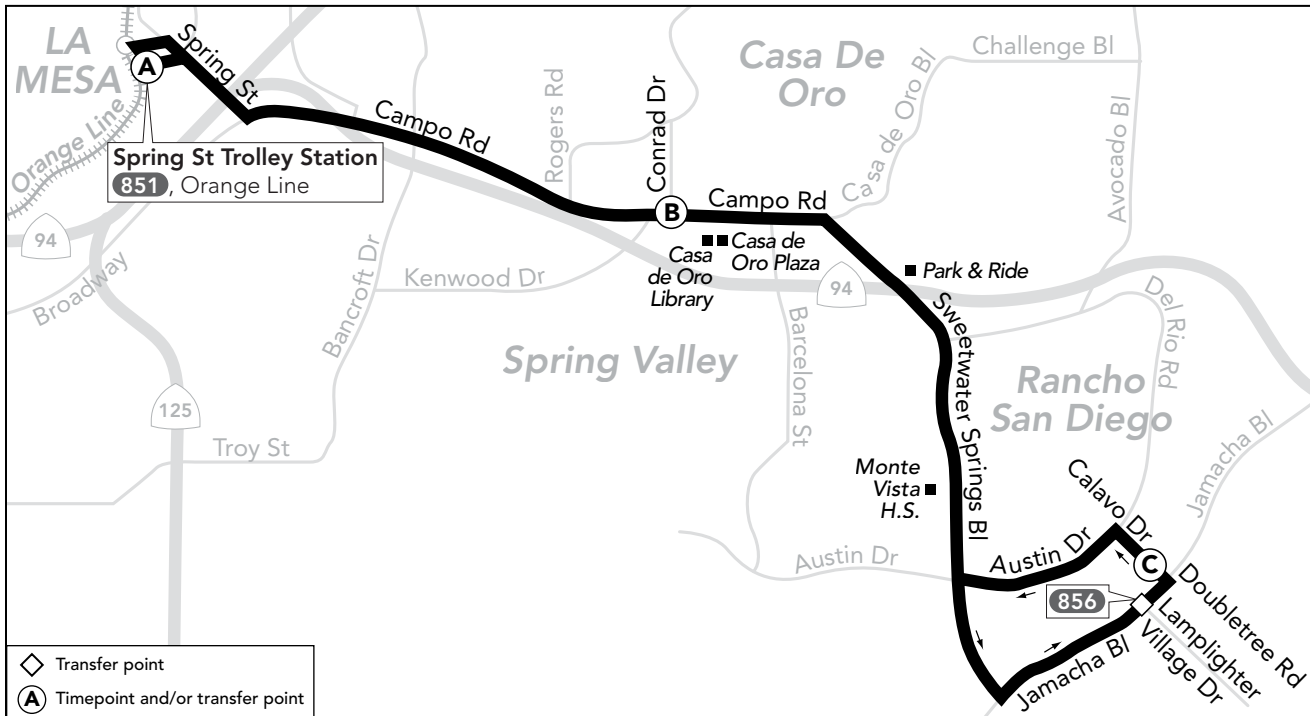 LA
MESA
Orange Line
A
Spring St
Spring St Trolley Station
851, Orange Line
94
Broadway
125
Troy St
Bancroft Dr
Kenwood Dr
Campo Rd
Rogers Rd
Conrad Dr
B
Campo Rd
Casa
de Oro
Library
Casa de
Oro Plaza
Casa De
Oro
Casa de Oro Bl
Challenge Bl
Avocado Bl
Park & Ride
94
Barcelona St
Spring Valley
Sweetwater Springs Bl
Del Rio Rd
Rancho
San Diego
Jamacha Bl
Monte
Vista
H.S.
Austin Dr
Austin Dr
Calavo Dr
C
856
Doubletree Rd
Lamplighter
Village Dr
Jamacha Bl
Transfer point
A
Timepoint and/or transfer point